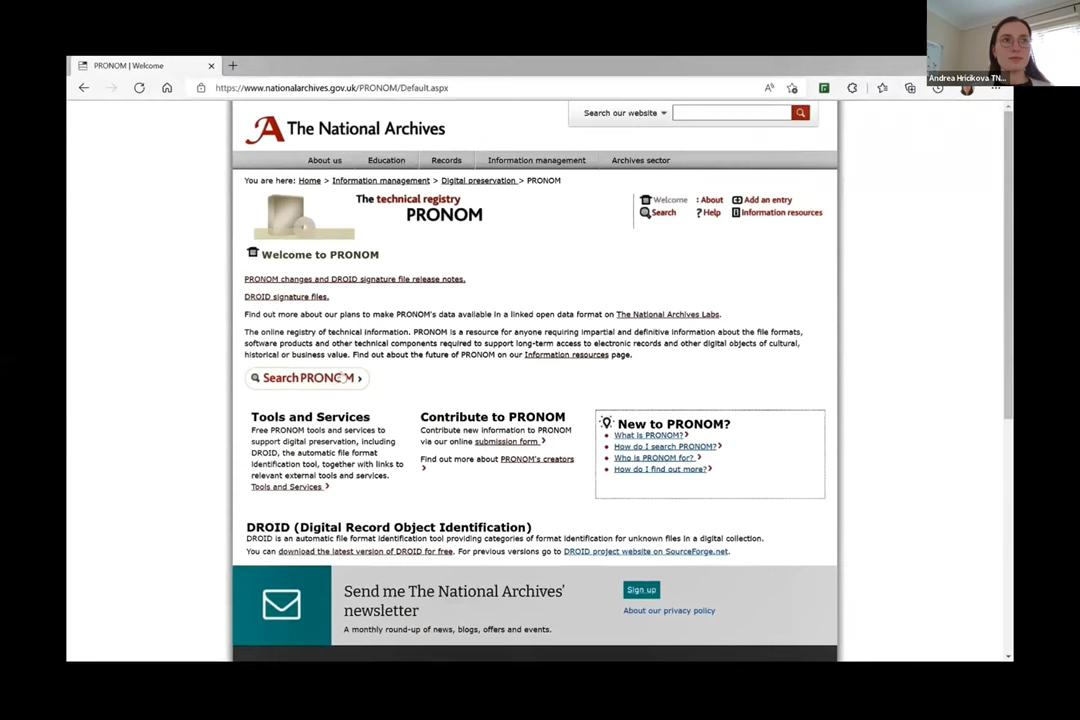 PRONOM | Welcome
https://www.nationalarchives.gov.uk/PRONOM/Default.aspx
Andrea Hricikova TN...
Search our website
The National Archives
About us Education Records Information management Archives sector
You are here: Home > Information management > Digital preservation > PRONOM
The technical registry
PRONOM
Welcome : About Add an entry
Search ? Help Information resources
Welcome to PRONOM
PRONOM changes and DROID signature file release notes.
DROID signature files.
Find out more about our plans to make PRONOM's data available in a linked open data format on The National Archives Labs.
The online registry of technical information. PRONOM is a resource for anyone requiring impartial and definitive information about the file formats,
software products and other technical components required to support long-term access to electronic records and other digital objects of cultural,
historical or business value. Find out about the future of PRONOM on our Information resources page.
Search PRONOM ›
Tools and Services
Free PRONOM tools and services to
support digital preservation, including
DROID, the automatic file format
identification tool, together with links to
relevant external tools and services.
Tools and Services
Contribute to PRONOM
Contribute new information to PRONOM
via our online submission form
Find out more about PRONOM's creators
New to PRONOM?
What is PRONOM?
How do I search PRONOM?
Who is PRONOM for?
How do I find out more?
DROID (Digital Record Object Identification)
DROID is an automatic file format identification tool providing categories of format identification for unknown files in a digital collection.
You can download the latest version of DROID for free. For previous versions go to DROID project website on SourceForge.net.
Send me The National Archives'
newsletter
A monthly round-up of news, blogs, offers and events.
Sign up
About our privacy policy